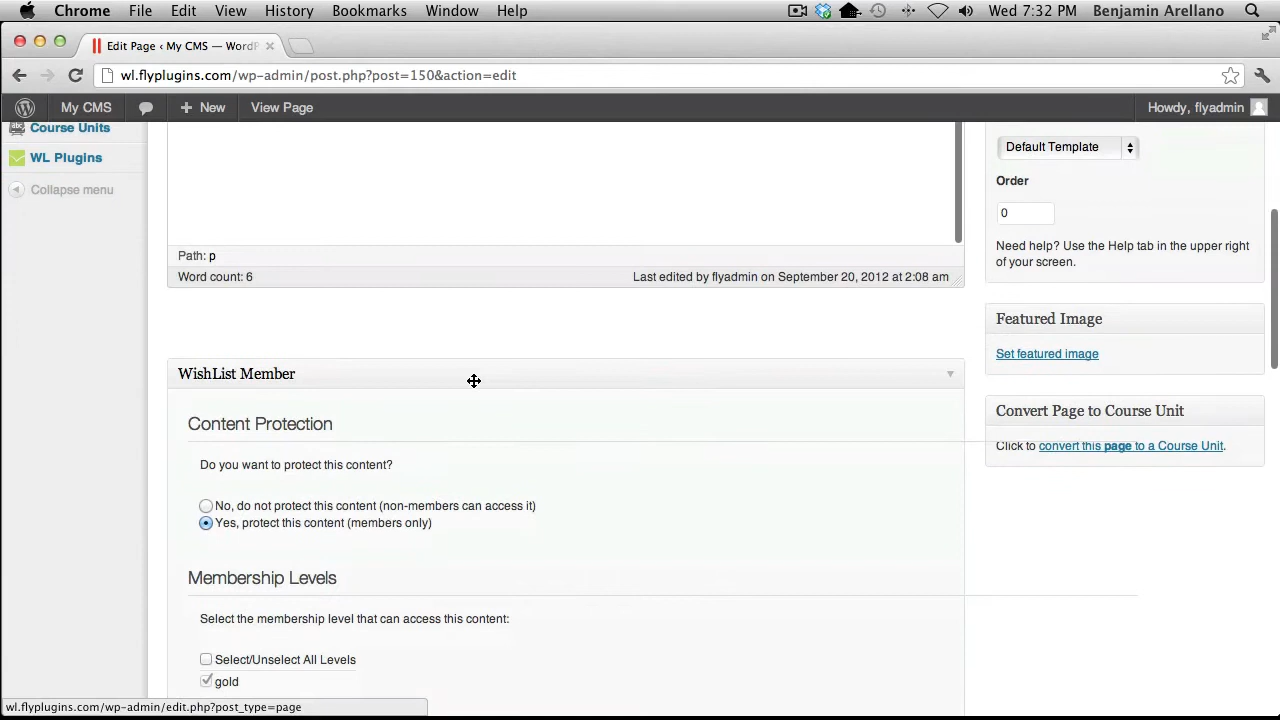 Chrome File Edit View History Bookmarks Window Help Wed 7:32 PM Benjamin Arellano
Edit Page ‹ My CMS — WordP
wl.flyplugins.com/wp-admin/post.php?post=150&action=edit
My CMS + New View Page Howdy, flyadmin
Course Units
WL Plugins
Collapse menu
Path: p
Word count: 6 Last edited by flyadmin on September 20, 2012 at 2:08 am
WishList Member
Content Protection
Do you want to protect this content?
No, do not protect this content (non-members can access it)
Yes, protect this content (members only)
Membership Levels
Select the membership level that can access this content:
Select/Unselect All Levels
gold
Default Template
Order
0
Need help? Use the Help tab in the upper right
of your screen.
Featured Image
Set featured image
Convert Page to Course Unit
Click to convert this page to a Course Unit.
wl.flyplugins.com/wp-admin/edit.php?post_type=page